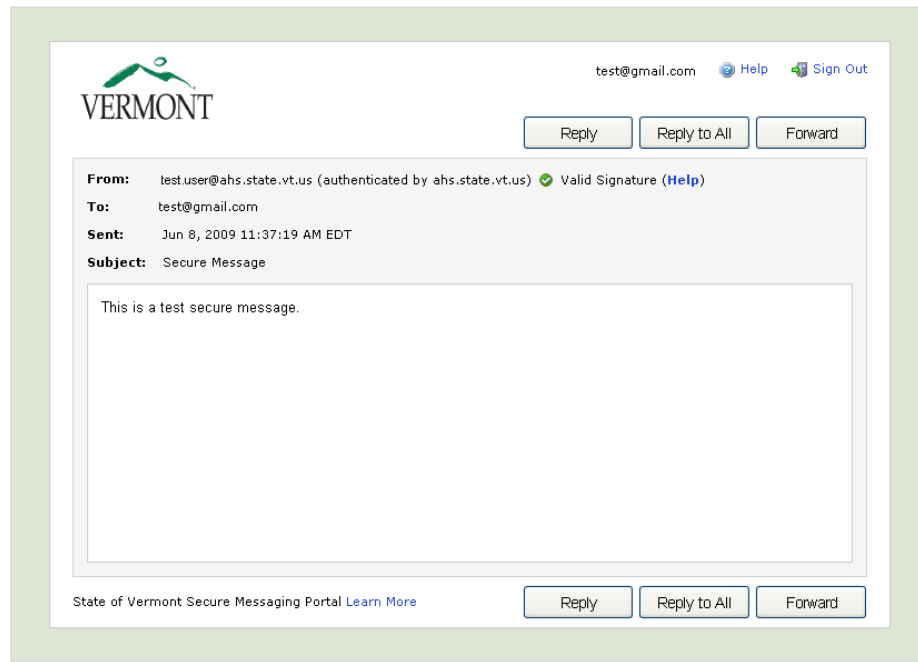 test@gmail.com Help Sign Out
VERMONT
Reply Reply to All Forward
From: test.user@ahs.state.vt.us (authenticated by ahs.state.vt.us) Valid Signature (Help)
To: test@gmail.com
Sent: Jun 8, 2009 11:37:19 AM EDT
Subject: Secure Message
This is a test secure message.
State of Vermont Secure Messaging Portal Learn More Reply Reply to All Forward